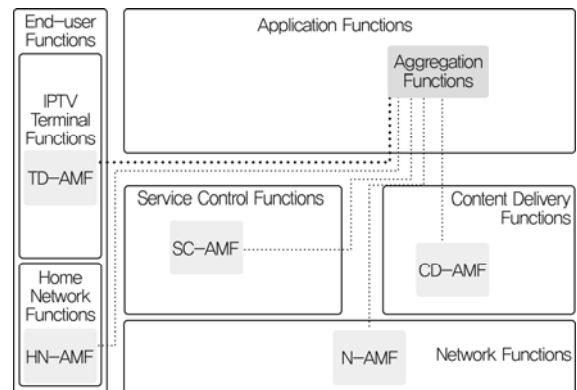 End-user
Functions
IPTV
Terminal
Functions
TD-AMF
Home
Network
Functions
HN-AMF
Application Functions
Aggregation
Functions
Service Control Functions
SC-AMF
Content Delivery
Functions
CD-AMF
N-AMF
Network Functions